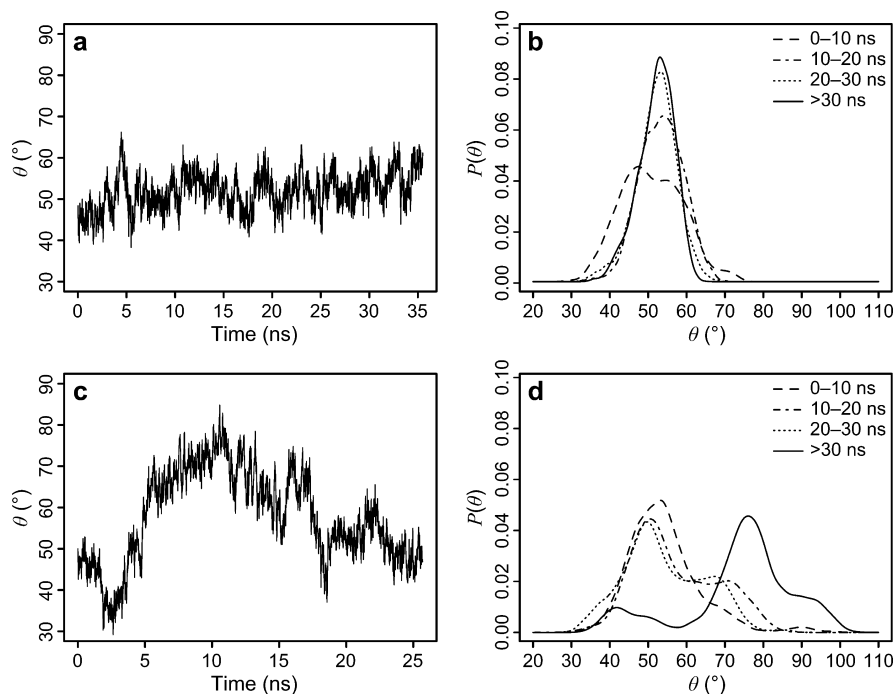 a
90
80
70
60
50
40
30
θ (°)
0 5 10 15 20 25 30 35
Time (ns)
b
0–10 ns
10–20 ns
20–30 ns
>30 ns
0.10
0.08
0.06
0.04
0.02
0.00
P(θ)
20 30 40 50 60 70 80 90 100 110
θ (°)
c
90
80
70
60
50
40
30
θ (°)
0 5 10 15 20 25
Time (ns)
d
0–10 ns
10–20 ns
20–30 ns
>30 ns
0.10
0.08
0.06
0.04
0.02
0.00
P(θ)
20 30 40 50 60 70 80 90 100 110
θ (°)